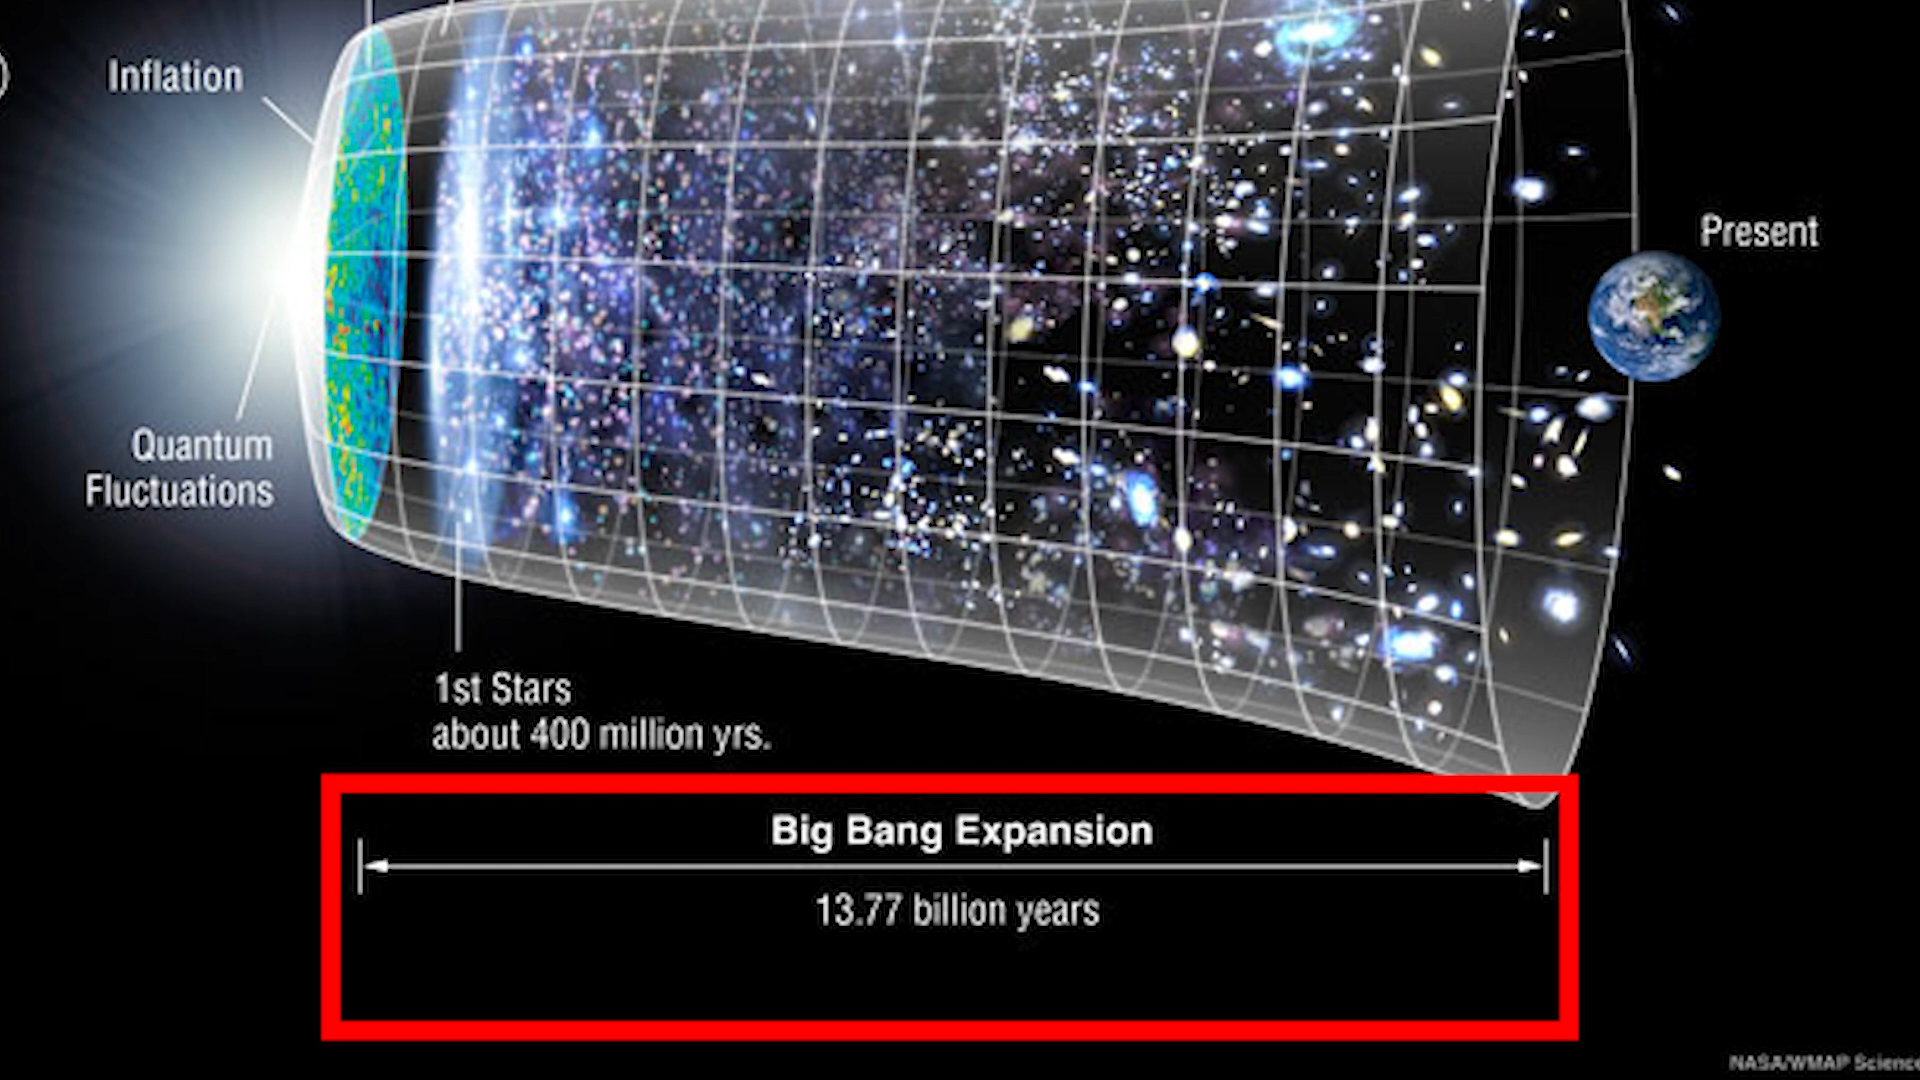 Inflation
Present
Quantum
Fluctuations
1st Stars
about 400 million yrs.
Big Bang Expansion
13.77 billion years
NASA/WMAP Science